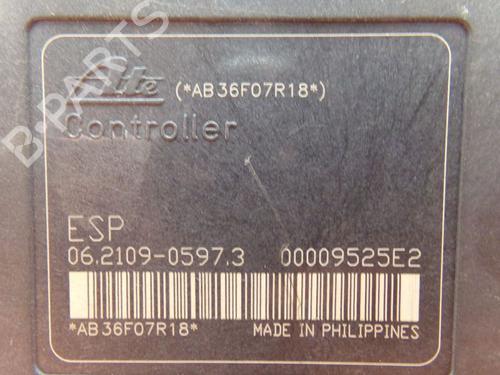 Ate (*AB36F07R18*)
Controller
ESP
06.2109-0597.3 00009525E2
*AB36F07R18* MADE IN PHILIPPINES
B-PARTS